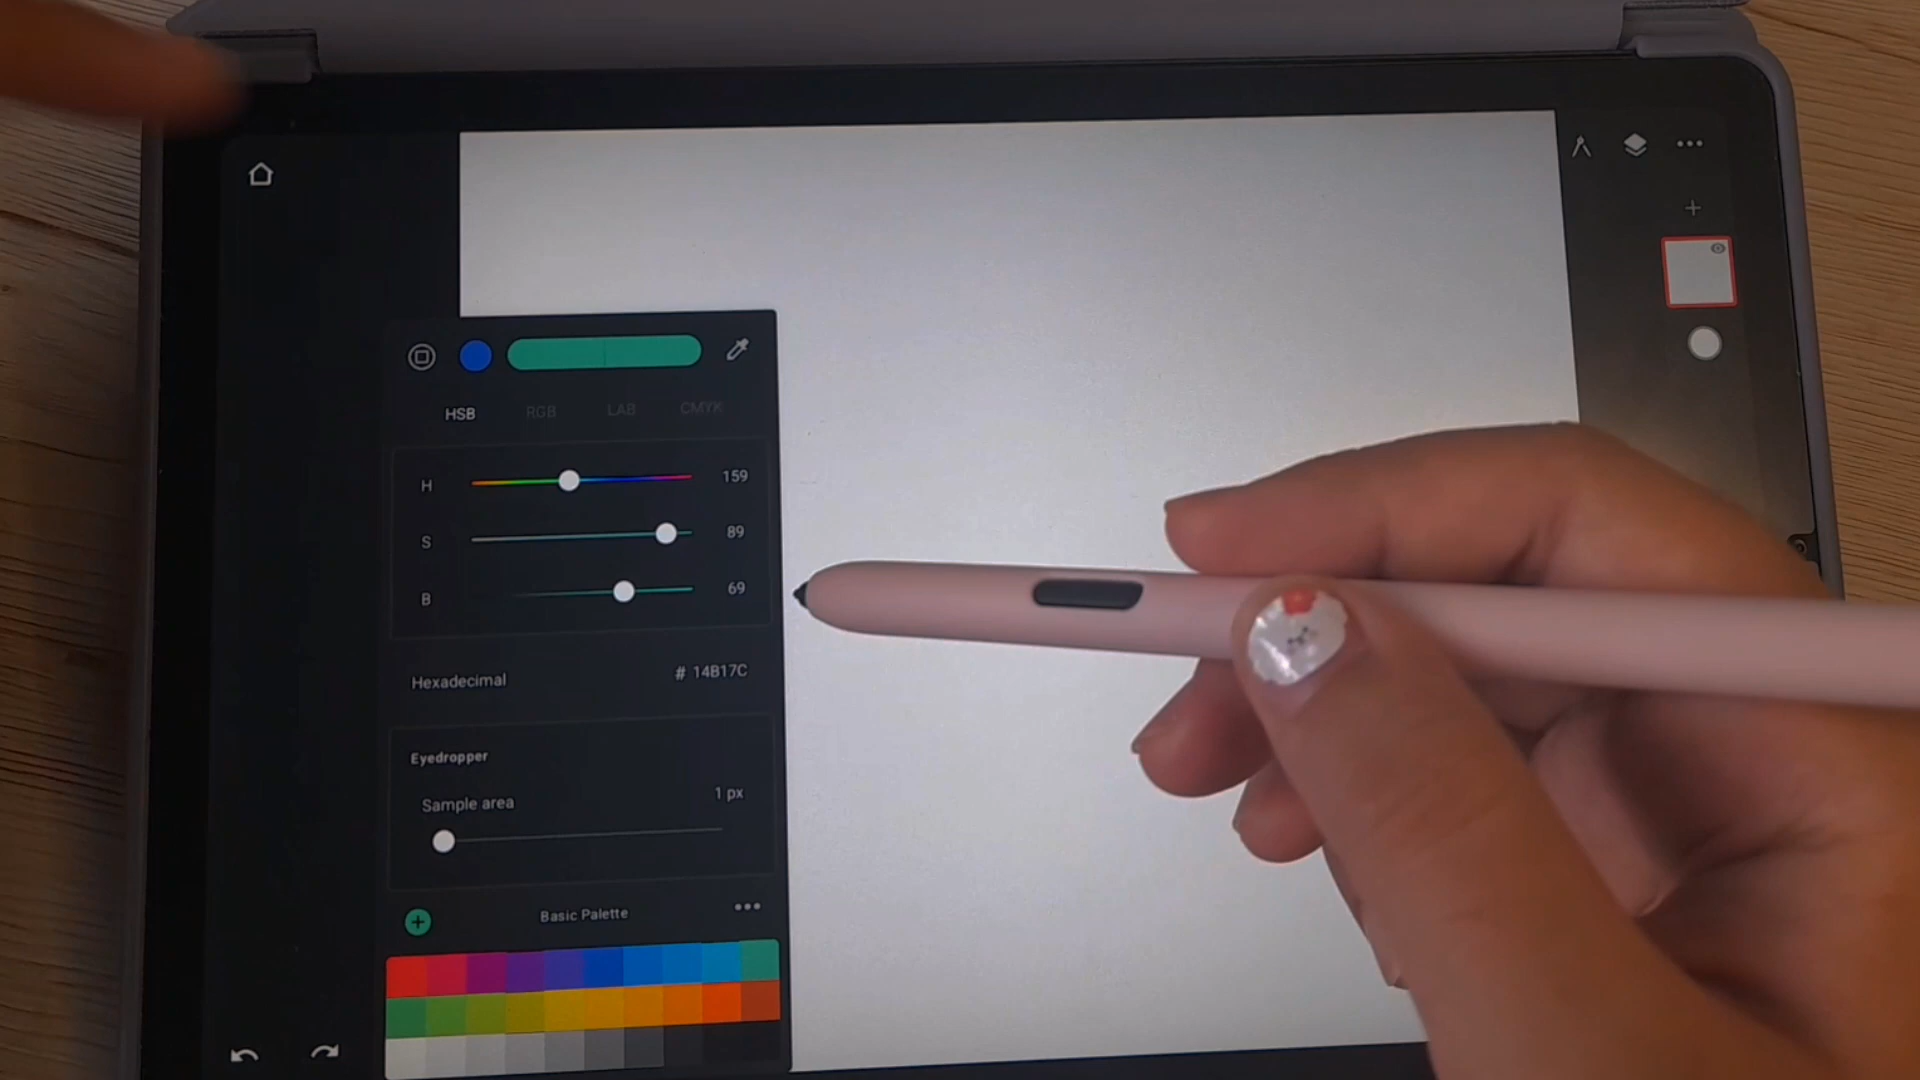 HSB RGB LAB CMYK
H 159
S 89
B 69
Hexadecimal # 14B17C
Eyedropper
Sample area 1 px
Basic Palette